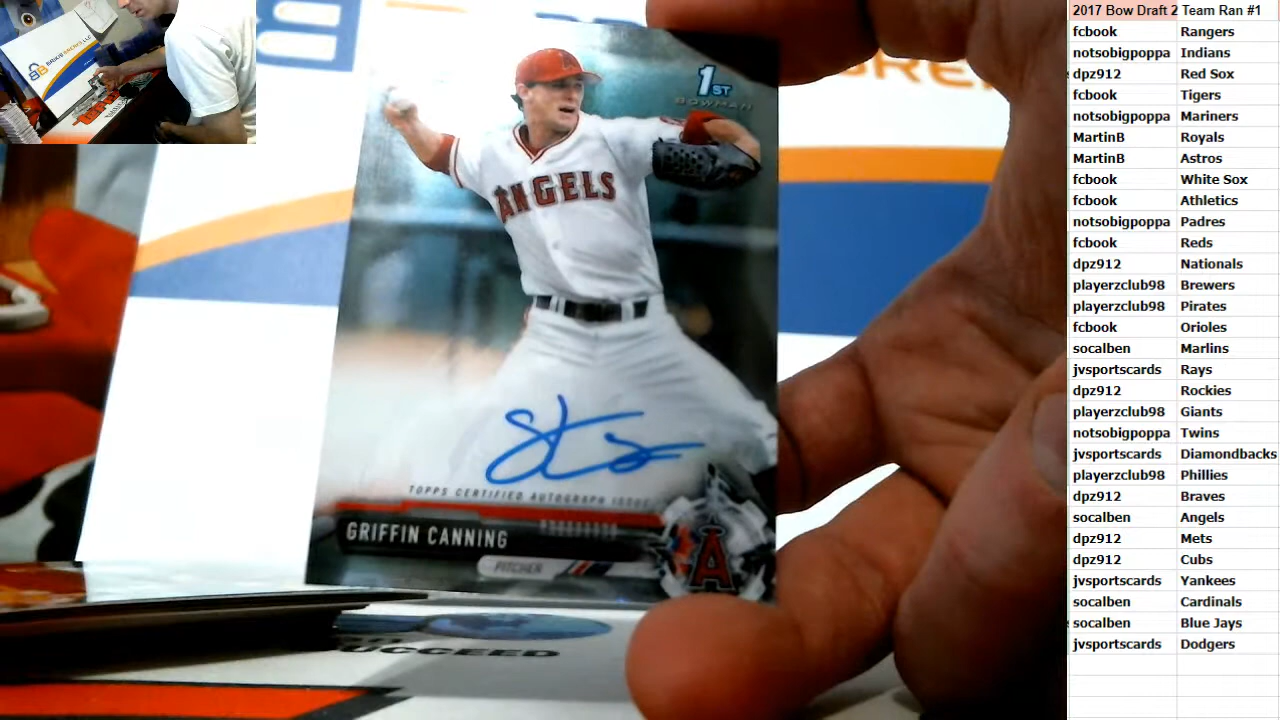 BRUCE BREAKS LLC
1ST
BOWMAN
ANGELS
TOPPS CERTIFIED AUTOGRAPH ISSUE
GRIFFIN CANNING
PITCHER
A
UCCEED
2017 Bow Draft 2 Team Ran #1
fcbook Rangers
notsobigpoppa Indians
dpz912 Red Sox
fcbook Tigers
notsobigpoppa Mariners
MartinB Royals
MartinB Astros
fcbook White Sox
fcbook Athletics
notsobigpoppa Padres
fcbook Reds
dpz912 Nationals
playerzclub98 Brewers
playerzclub98 Pirates
fcbook Orioles
socalben Marlins
jvsportscards Rays
dpz912 Rockies
playerzclub98 Giants
notsobigpoppa Twins
jvsportscards Diamondbacks
playerzclub98 Phillies
dpz912 Braves
socalben Angels
dpz912 Mets
dpz912 Cubs
jvsportscards Yankees
socalben Cardinals
socalben Blue Jays
jvsportscards Dodgers